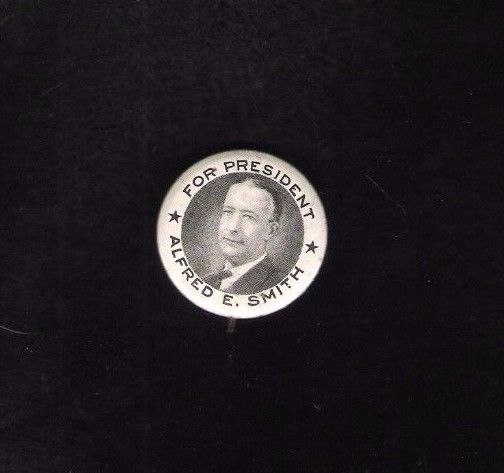 FOR PRESIDENT
★ ALFRED E. SMITH ★